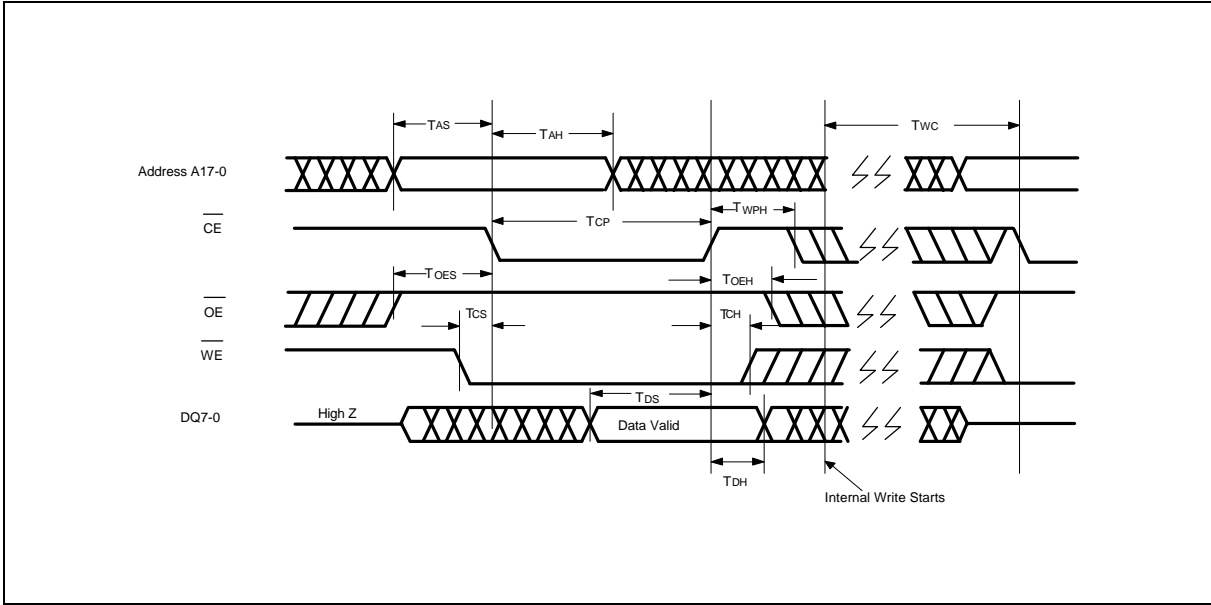 TAS
TAH
TWC
Address A17-0
TCP
TWPH
CE
TOES
TOEH
OE
TCS
TCH
WE
TDS
DQ7-0
High Z
Data Valid
TDH
Internal Write Starts